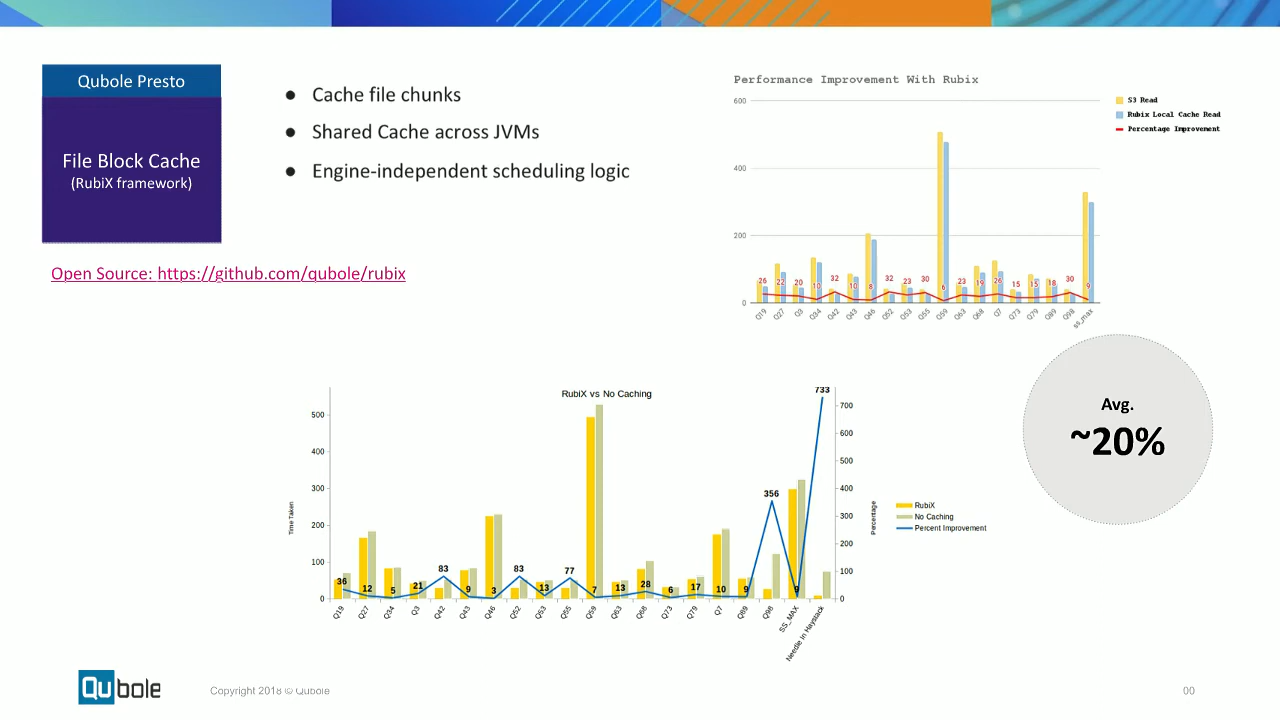 Qubole Presto
File Block Cache
(RubiX framework)
● Cache file chunks
● Shared Cache across JVMs
● Engine-independent scheduling logic
Open Source: https://github.com/qubole/rubix
Performance Improvement With Rubix
600
400
200
0
S3 Read
Rubix Local Cache Read
Percentage Improvement
26 22 20 10 32 10 8 32 23 30 6 23 19 26 15 15 18 30 9
Q19 Q27 Q3 Q34 Q42 Q43 Q46 Q52 Q53 Q55 Q59 Q63 Q68 Q7 Q73 Q79 Q89 Q98 ss_max
Avg.
~20%
RubiX vs No Caching
Time Taken
500
400
300
200
100
0
Percentage
700
600
500
400
300
200
100
0
36 12 5 21 83 9 3 83 13 77 7 13 28 6 17 10 9 356 9 733
Q19 Q27 Q34 Q3 Q42 Q43 Q46 Q52 Q53 Q55 Q59 Q63 Q68 Q73 Q79 Q7 Q89 Q98 SS_MAX Needle In Haystack
RubiX
No Caching
Percent Improvement
Qubole
Copyright 2018 © Qubole
00